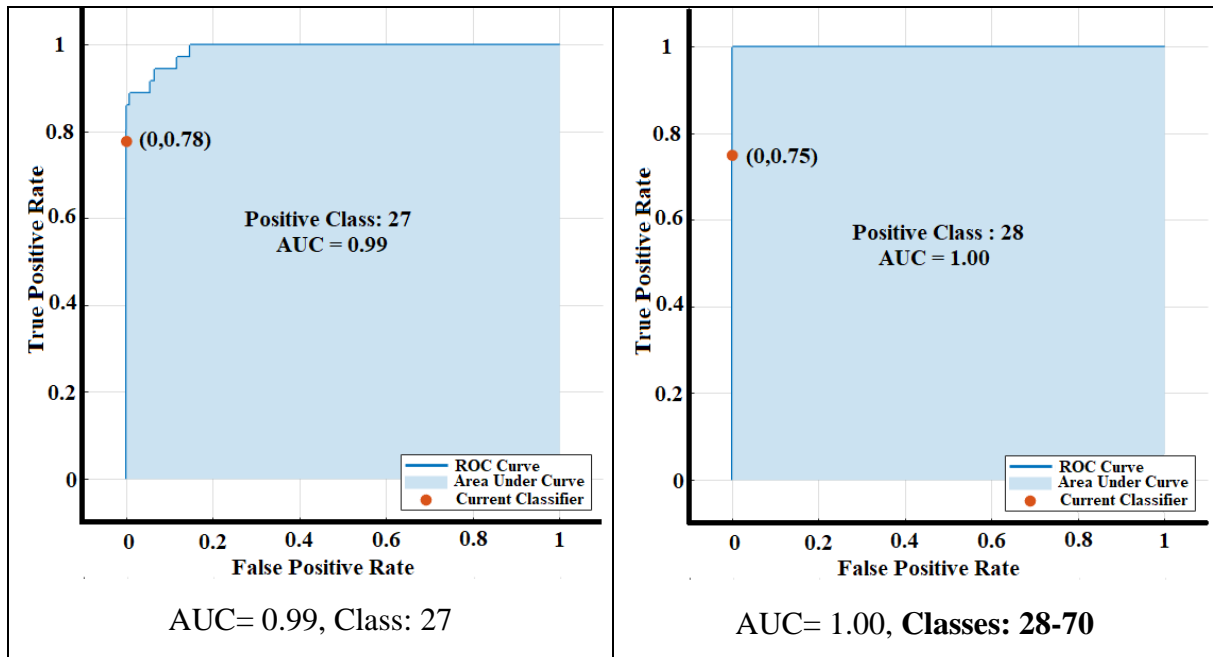 1
0.8
0.6
0.4
0.2
0
True Positive Rate
(0,0.78)
Positive Class: 27
AUC = 0.99
ROC Curve
Area Under Curve
Current Classifier
0 0.2 0.4 0.6 0.8 1
False Positive Rate
AUC= 0.99, Class: 27
1
0.8
0.6
0.4
0.2
0
True Positive Rate
(0,0.75)
Positive Class : 28
AUC = 1.00
ROC Curve
Area Under Curve
Current Classifier
0 0.2 0.4 0.6 0.8 1
False Positive Rate
AUC= 1.00, Classes: 28-70